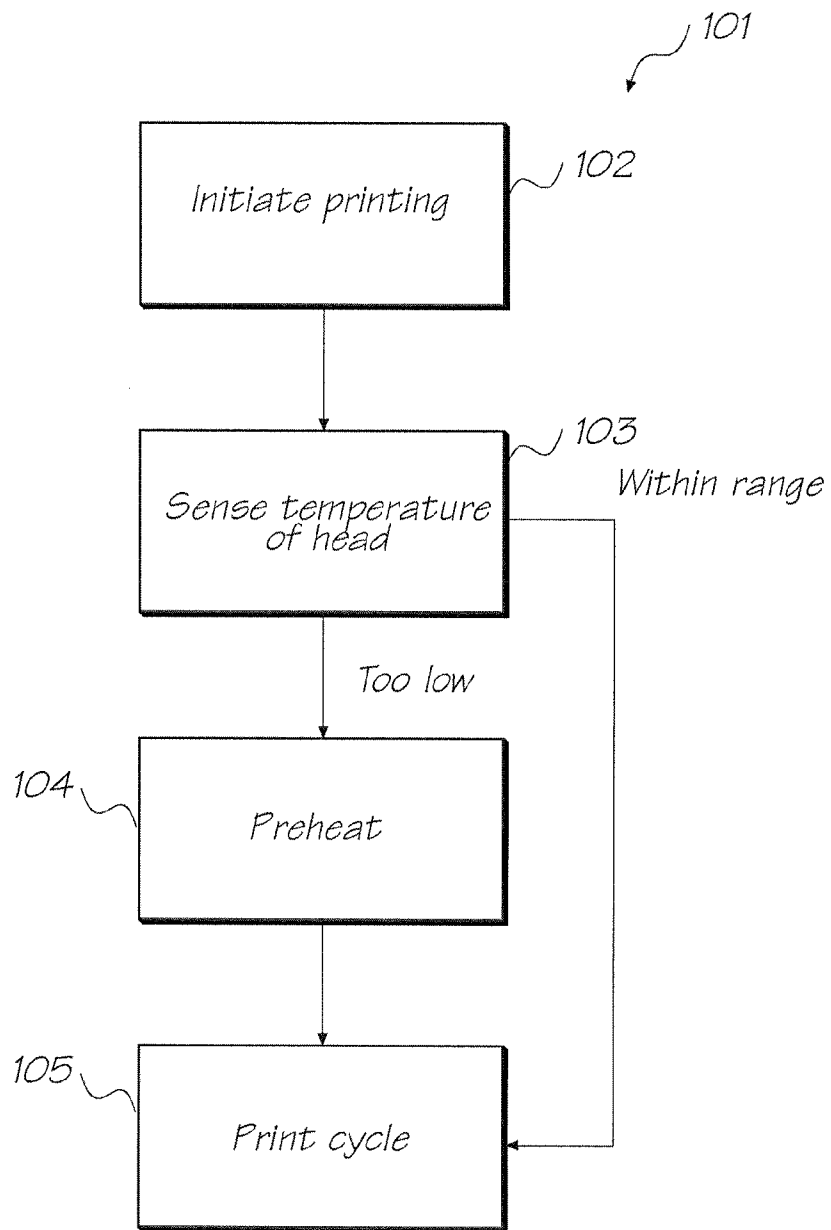 101
Initiate printing
102
103
Sense temperature
of head
Within range
Too low
104
Preheat
105
Print cycle